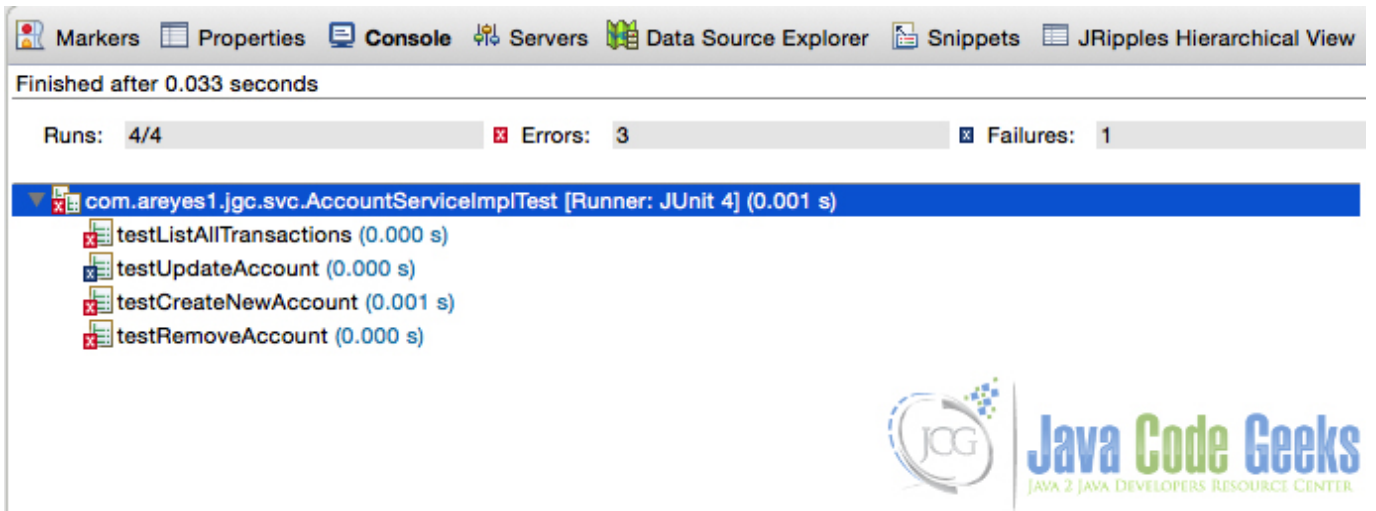 Markers Properties Console Servers Data Source Explorer Snippets JRipples Hierarchical View
Finished after 0.033 seconds
Runs: 4/4 Errors: 3 Failures: 1
com.areyes1.jgc.svc.AccountServiceImplTest [Runner: JUnit 4] (0.001 s)
testListAllTransactions (0.000 s)
testUpdateAccount (0.000 s)
testCreateNewAccount (0.001 s)
testRemoveAccount (0.000 s)
JCG
Java Code Geeks
JAVA 2 JAVA DEVELOPERS RESOURCE CENTER